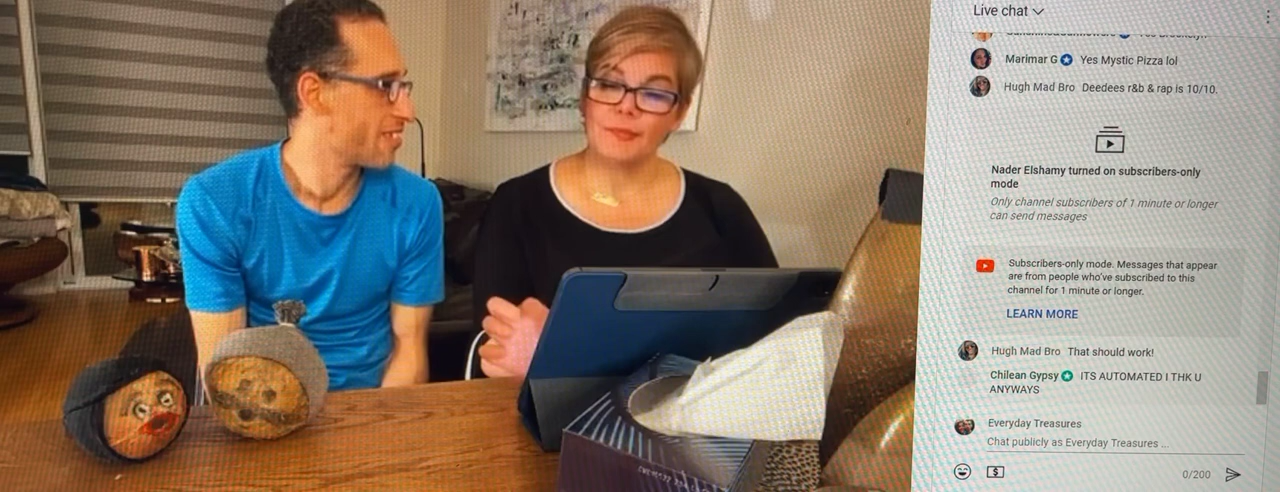 Live chat
Marimar G Yes Mystic Pizza lol
Hugh Mad Bro Deedees r&b & rap is 10/10.
Nader Elshamy turned on subscribers-only
mode
Only channel subscribers of 1 minute or longer
can send messages
Subscribers-only mode. Messages that appear
are from people who've subscribed to this
channel for 1 minute or longer.
LEARN MORE
Hugh Mad Bro That should work!
Chilean Gypsy ITS AUTOMATED I THK U
ANYWAYS
Everyday Treasures
Chat publicly as Everyday Treasures ...
0/200